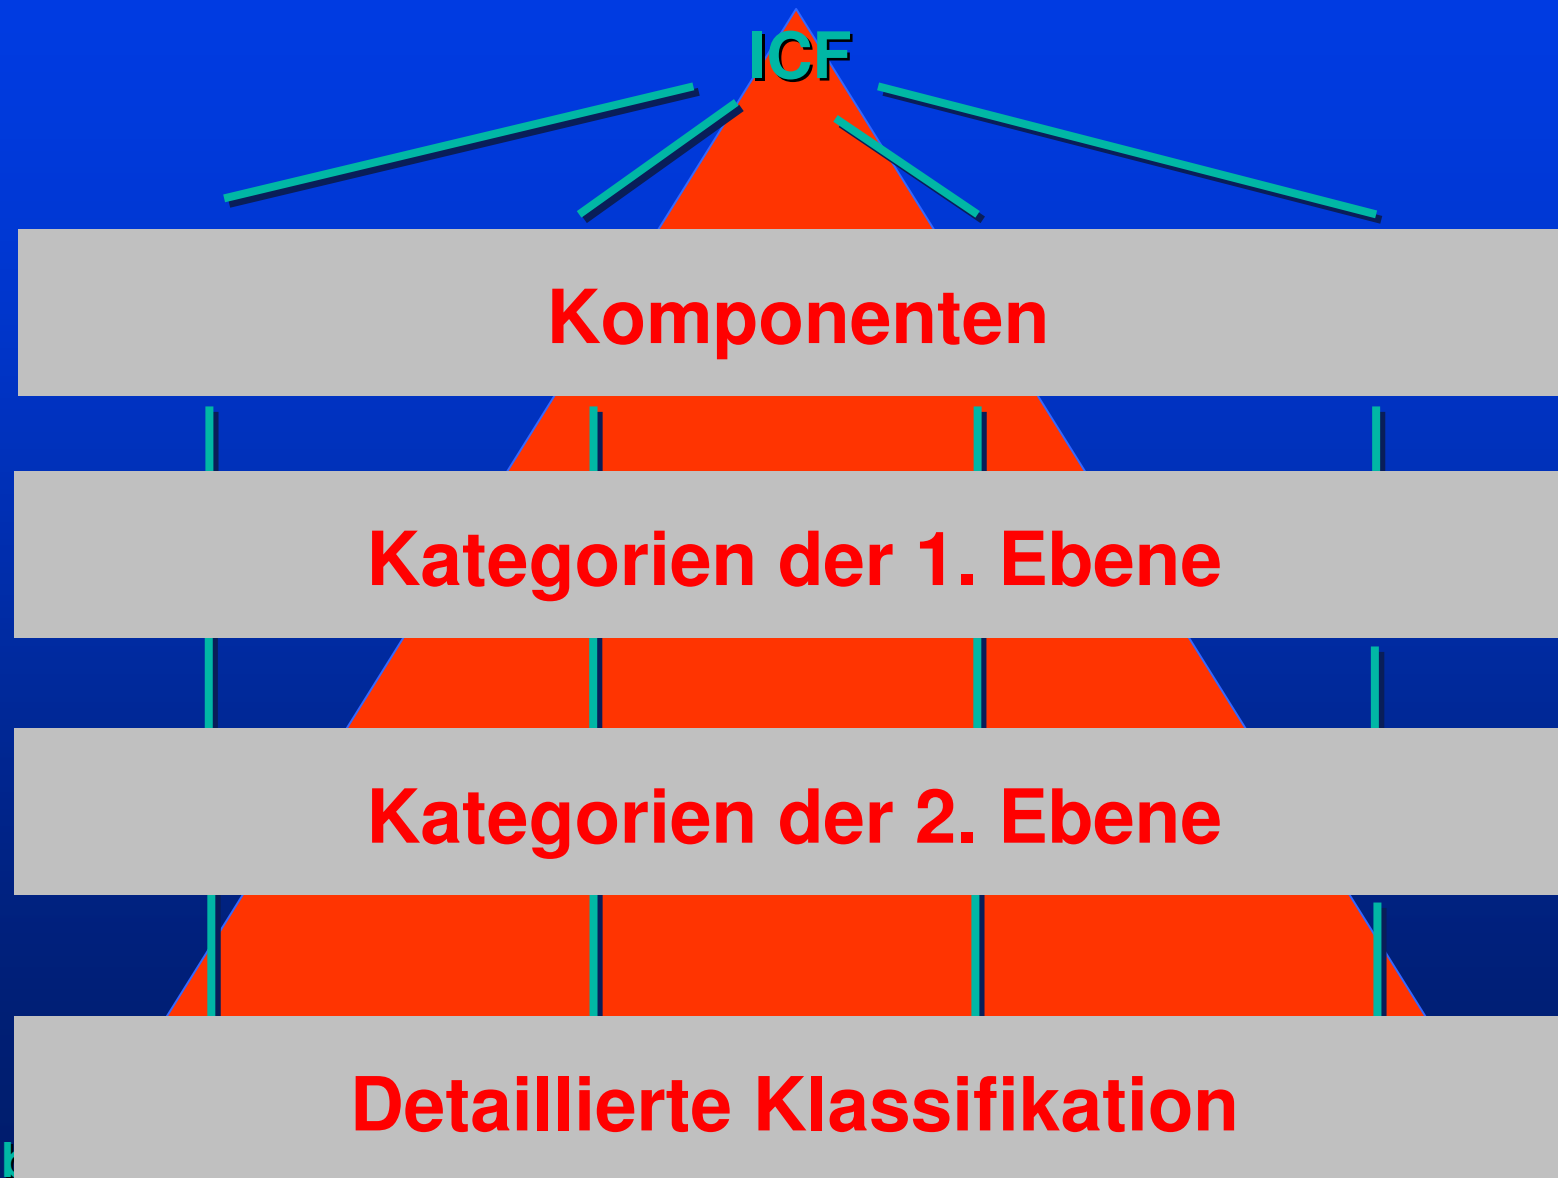 ICF
Komponenten
Kategorien der 1. Ebene
Kategorien der 2. Ebene
Detaillierte Klassifikation